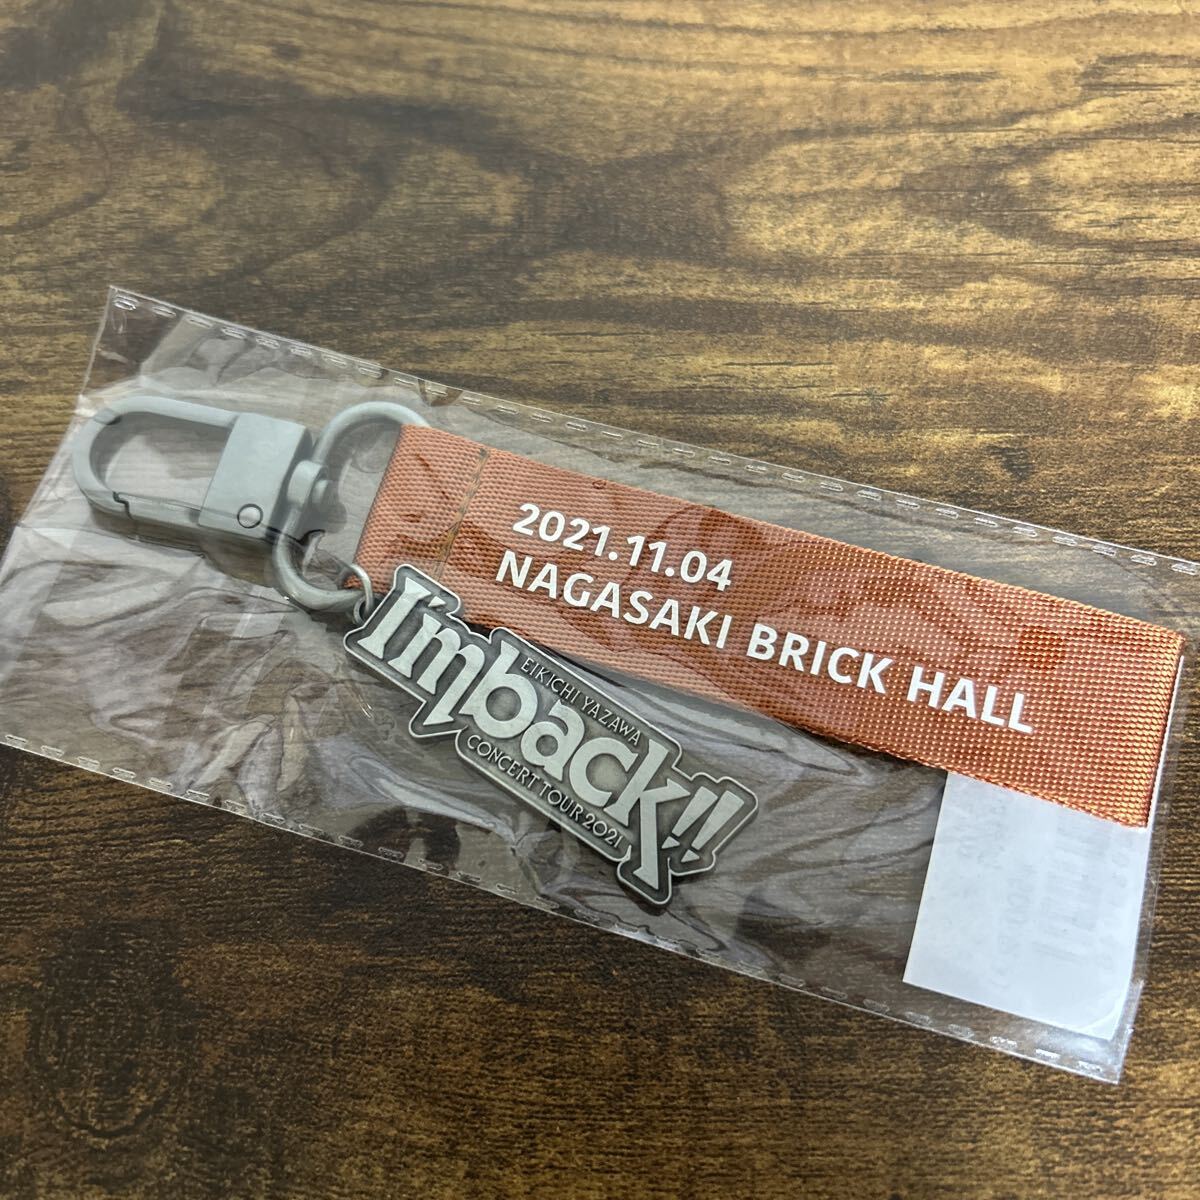 2021.11.04
NAGASAKI BRICK HALL
EIKICHI YAZAWA
I'm back!!
CONCERT TOUR 2021